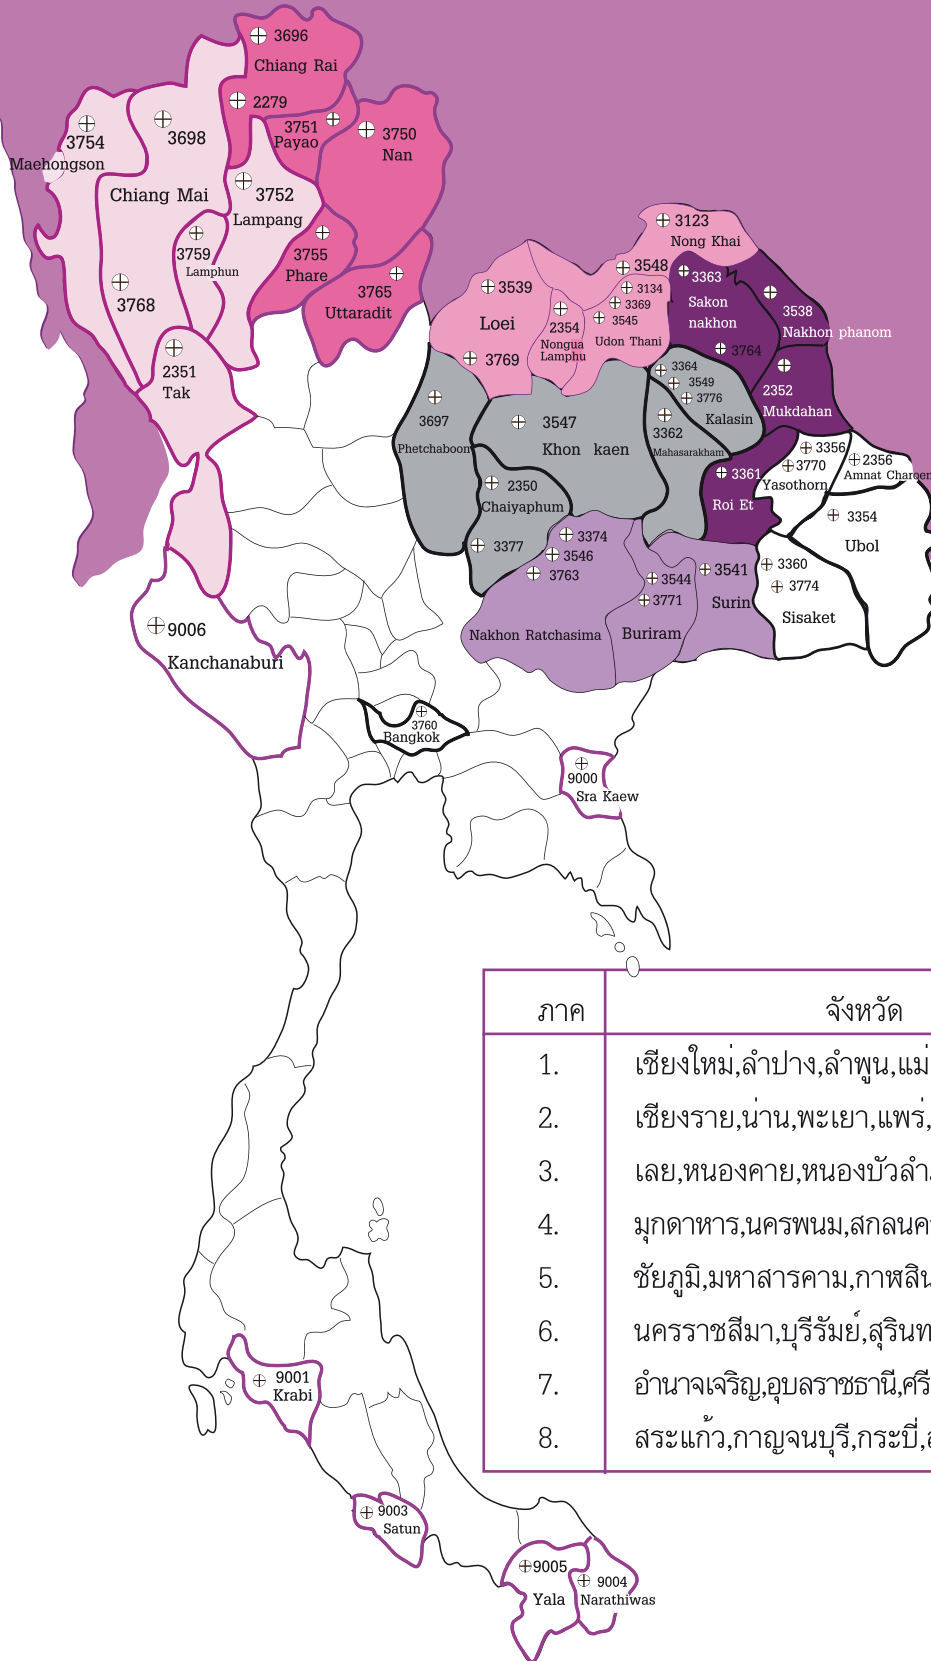 3696
Chiang Rai
2279
3751
Payao
3750
Nan
3754
Maehongson
3698
Chiang Mai
3752
Lampang
3759
Lamphun
3768
3755
Phare
3765
Uttaradit
2351
Tak
3123
Nong Khai
3548
3134
3369
3545
Udon Thani
3539
Loei
3769
2354
Nongua
Lamphu
3363
Sakon
nakhon
3764
3538
Nakhon phanom
2352
Mukdahan
3697
Phetchaboon
3547
Khon kaen
3364
3549
3776
Kalasin
3362
Mahasarakham
2350
Chaiyaphum
3377
3361
Roi Et
3356
3770
Yasothorn
2356
Amnat Charoen
3354
Ubol
3374
3546
3763
Nakhon Ratchasima
3544
3771
Buriram
3541
Surin
3360
3774
Sisaket
9006
Kanchanaburi
3760
Bangkok
9000
Sra Kaew
ภาค จังหวัด
1. เชียงใหม่,ลำปาง,ลำพูน,แม่
2. เชียงราย,น่าน,พะเยา,แพร่,
3. เลย,หนองคาย,หนองบัวลำ
4. มุกดาหาร,นครพนม,สกลนค
5. ชัยภูมิ,มหาสารคาม,กาฬสิน
6. นครราชสีมา,บุรีรัมย์,สุรินท
7. อำนาจเจริญ,อุบลราชธานี,ศรี
8. สระแก้ว,กาญจนบุรี,กระบี่,
9001
Krabi
9003
Satun
9005
Yala
9004
Narathiwas